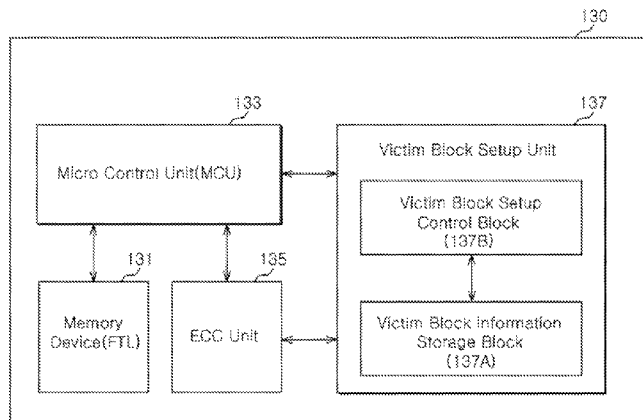 130
133
137
Micro Control Unit(MCU)
Victim Block Setup Unit
Victim Block Setup
Control Block
(137B)
131
135
Memory
Device(FTL)
ECC Unit
Victim Block Information
Storage Block
(137A)